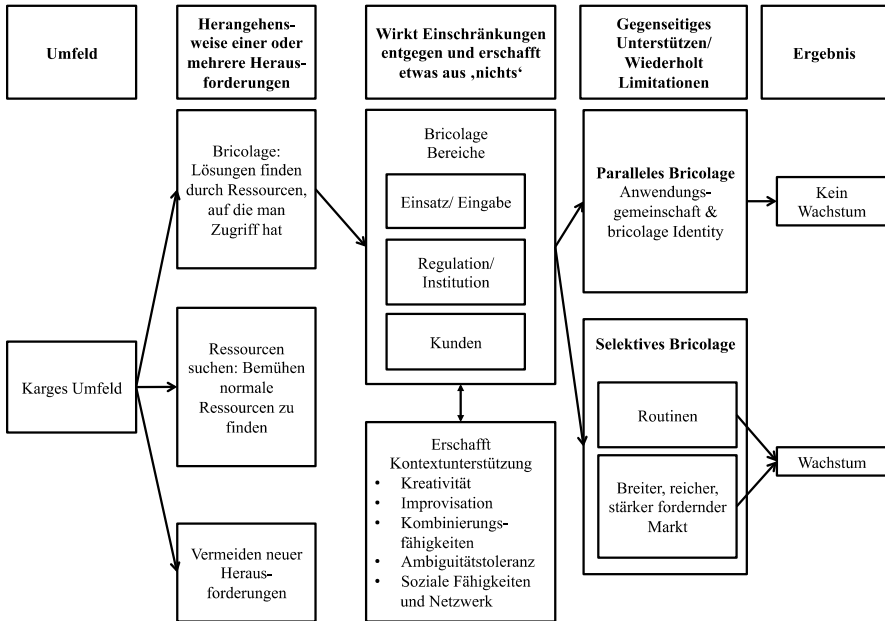 Umfeld
Herangehens-
weise einer oder
mehrere Heraus-
forderungen
Wirkt Einschränkungen
entgegen und erschafft
etwas aus ‚nichts‘
Gegenseitiges
Unterstützen/
Wiederholt
Limitationen
Ergebnis
Karges Umfeld
Bricolage:
Lösungen finden
durch Ressourcen,
auf die man
Zugriff hat
Ressourcen
suchen: Bemühen
normale
Ressourcen zu
finden
Vermeiden neuer
Heraus-
forderungen
Bricolage
Bereiche
Einsatz/ Eingabe
Regulation/
Institution
Kunden
Erschafft
Kontextunterstützung
• Kreativität
• Improvisation
• Kombinierungs-
fähigkeiten
• Ambiguitätstoleranz
• Soziale Fähigkeiten
und Netzwerk
Paralleles Bricolage
Anwendungs-
gemeinschaft &
bricolage Identity
Selektives Bricolage
Routinen
Breiter, reicher,
stärker fordernder
Markt
Kein
Wachstum
Wachstum